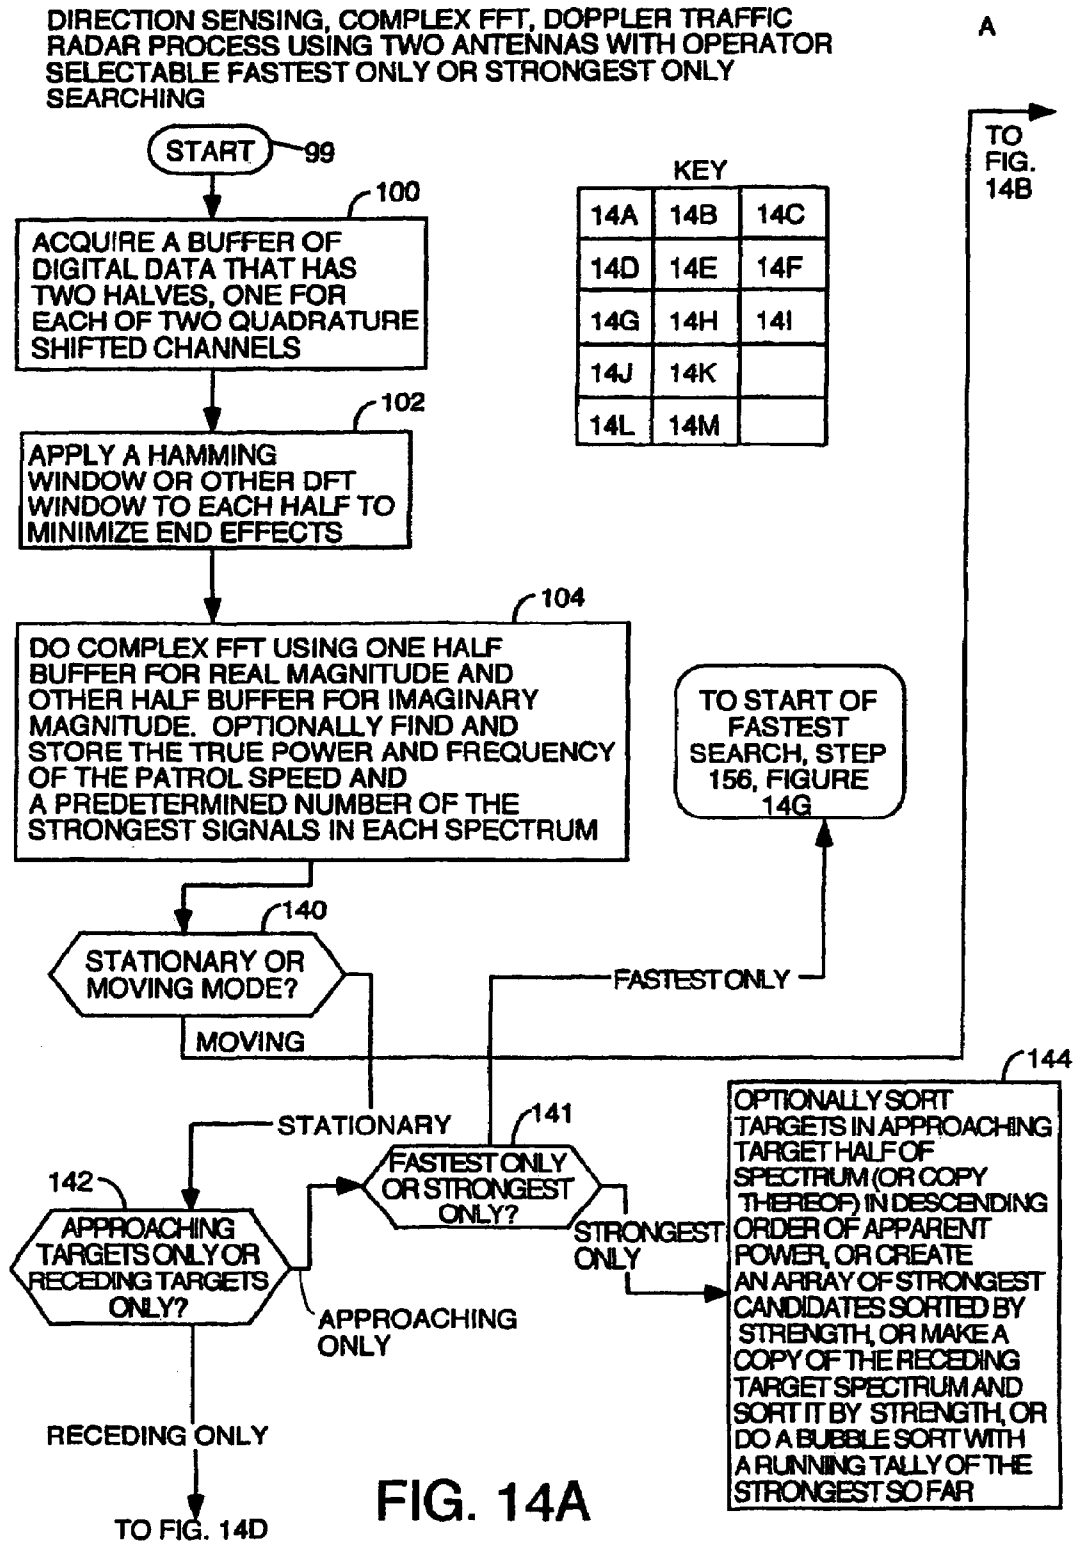 DIRECTION SENSING, COMPLEX FFT, DOPPLER TRAFFIC
RADAR PROCESS USING TWO ANTENNAS WITH OPERATOR
SELECTABLE FASTEST ONLY OR STRONGEST ONLY
SEARCHING
A
START
99
TO
FIG.
14B
KEY
14A 14B 14C
14D 14E 14F
14G 14H 14I
14J 14K
14L 14M
100
ACQUIRE A BUFFER OF
DIGITAL DATA THAT HAS
TWO HALVES, ONE FOR
EACH OF TWO QUADRATURE
SHIFTED CHANNELS
102
APPLY A HAMMING
WINDOW OR OTHER DFT
WINDOW TO EACH HALF TO
MINIMIZE END EFFECTS
104
DO COMPLEX FFT USING ONE HALF
BUFFER FOR REAL MAGNITUDE AND
OTHER HALF BUFFER FOR IMAGINARY
MAGNITUDE. OPTIONALLY FIND AND
STORE THE TRUE POWER AND FREQUENCY
OF THE PATROL SPEED AND
A PREDETERMINED NUMBER OF THE
STRONGEST SIGNALS IN EACH SPECTRUM
TO START OF
FASTEST
SEARCH, STEP
156, FIGURE
14G
140
STATIONARY OR
MOVING MODE?
FASTEST ONLY
MOVING
STATIONARY
141
FASTEST ONLY
OR STRONGEST
ONLY?
STRONGEST
ONLY
142
APPROACHING
TARGETS ONLY OR
RECEDING TARGETS
ONLY?
APPROACHING
ONLY
144
OPTIONALLY SORT
TARGETS IN APPROACHING
TARGET HALF OF
SPECTRUM (OR COPY
THEREOF) IN DESCENDING
ORDER OF APPARENT
POWER, OR CREATE
AN ARRAY OF STRONGEST
CANDIDATES SORTED BY
STRENGTH, OR MAKE A
COPY OF THE RECEDING
TARGET SPECTRUM AND
SORT IT BY STRENGTH, OR
DO A BUBBLE SORT WITH
A RUNNING TALLY OF THE
STRONGEST SO FAR
RECEDING ONLY
TO FIG. 14D
FIG. 14A